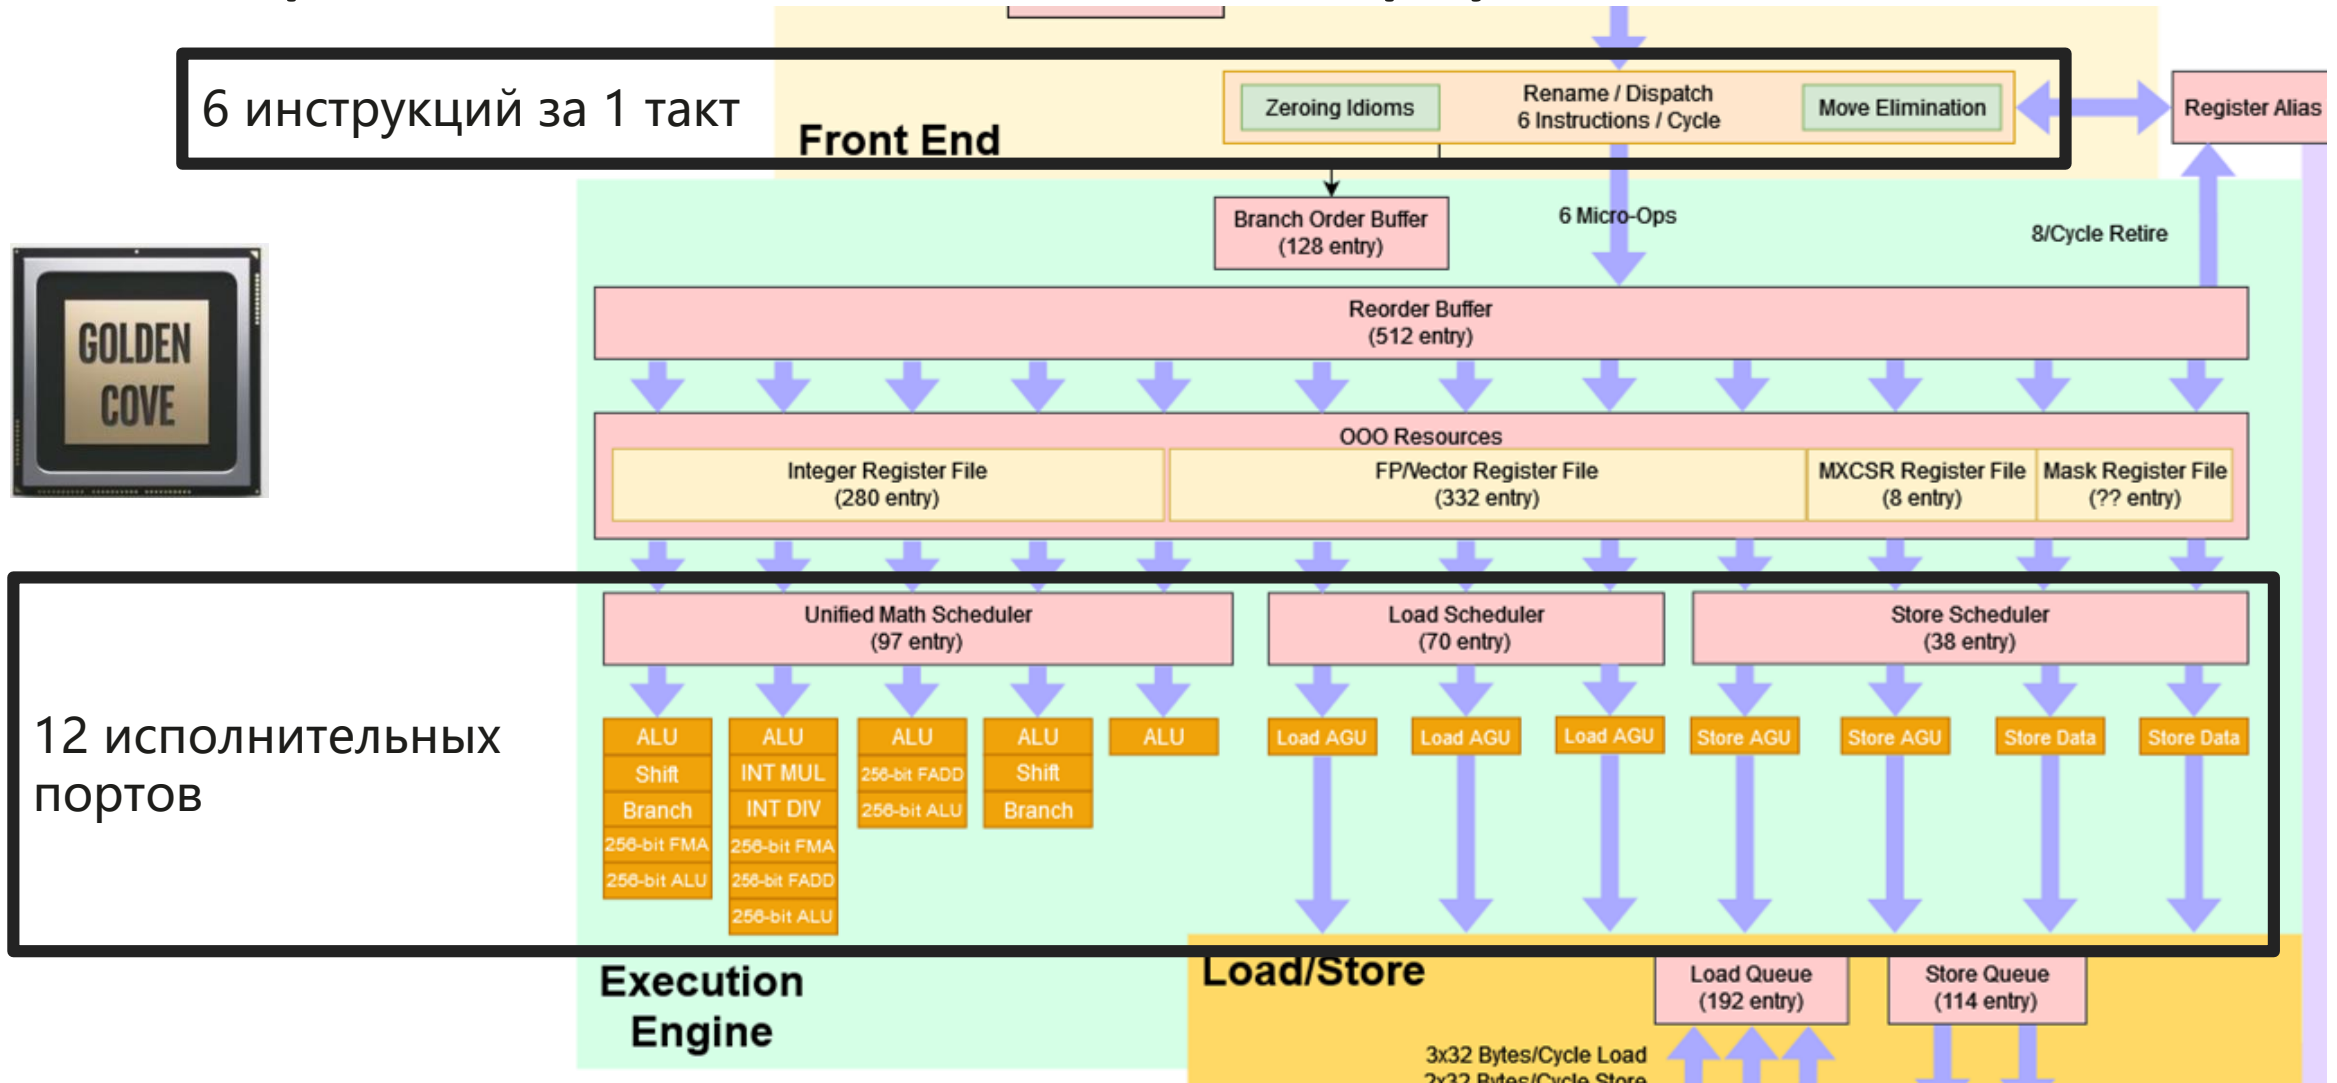 6 инструкций за 1 такт
Front End
Zeroing Idioms
Rename / Dispatch
6 Instructions / Cycle
Move Elimination
Register Alias
Branch Order Buffer
(128 entry)
6 Micro-Ops
8/Cycle Retire
GOLDEN
COVE
Reorder Buffer
(512 entry)
OOO Resources
Integer Register File
(280 entry)
FP/Vector Register File
(332 entry)
MXCSR Register File
(8 entry)
Mask Register File
(?? entry)
12 исполнительных
портов
Unified Math Scheduler
(97 entry)
Load Scheduler
(70 entry)
Store Scheduler
(38 entry)
ALU
Shift
Branch
256-bit FMA
256-bit ALU
ALU
INT MUL
INT DIV
256-bit FMA
256-bit FADD
256-bit ALU
ALU
256-bit FADD
256-bit ALU
ALU
Shift
Branch
ALU
Load AGU
Load AGU
Load AGU
Store AGU
Store AGU
Store Data
Store Data
Execution
Engine
Load/Store
Load Queue
(192 entry)
Store Queue
(114 entry)
3x32 Bytes/Cycle Load
2x32 Bytes/Cycle Store